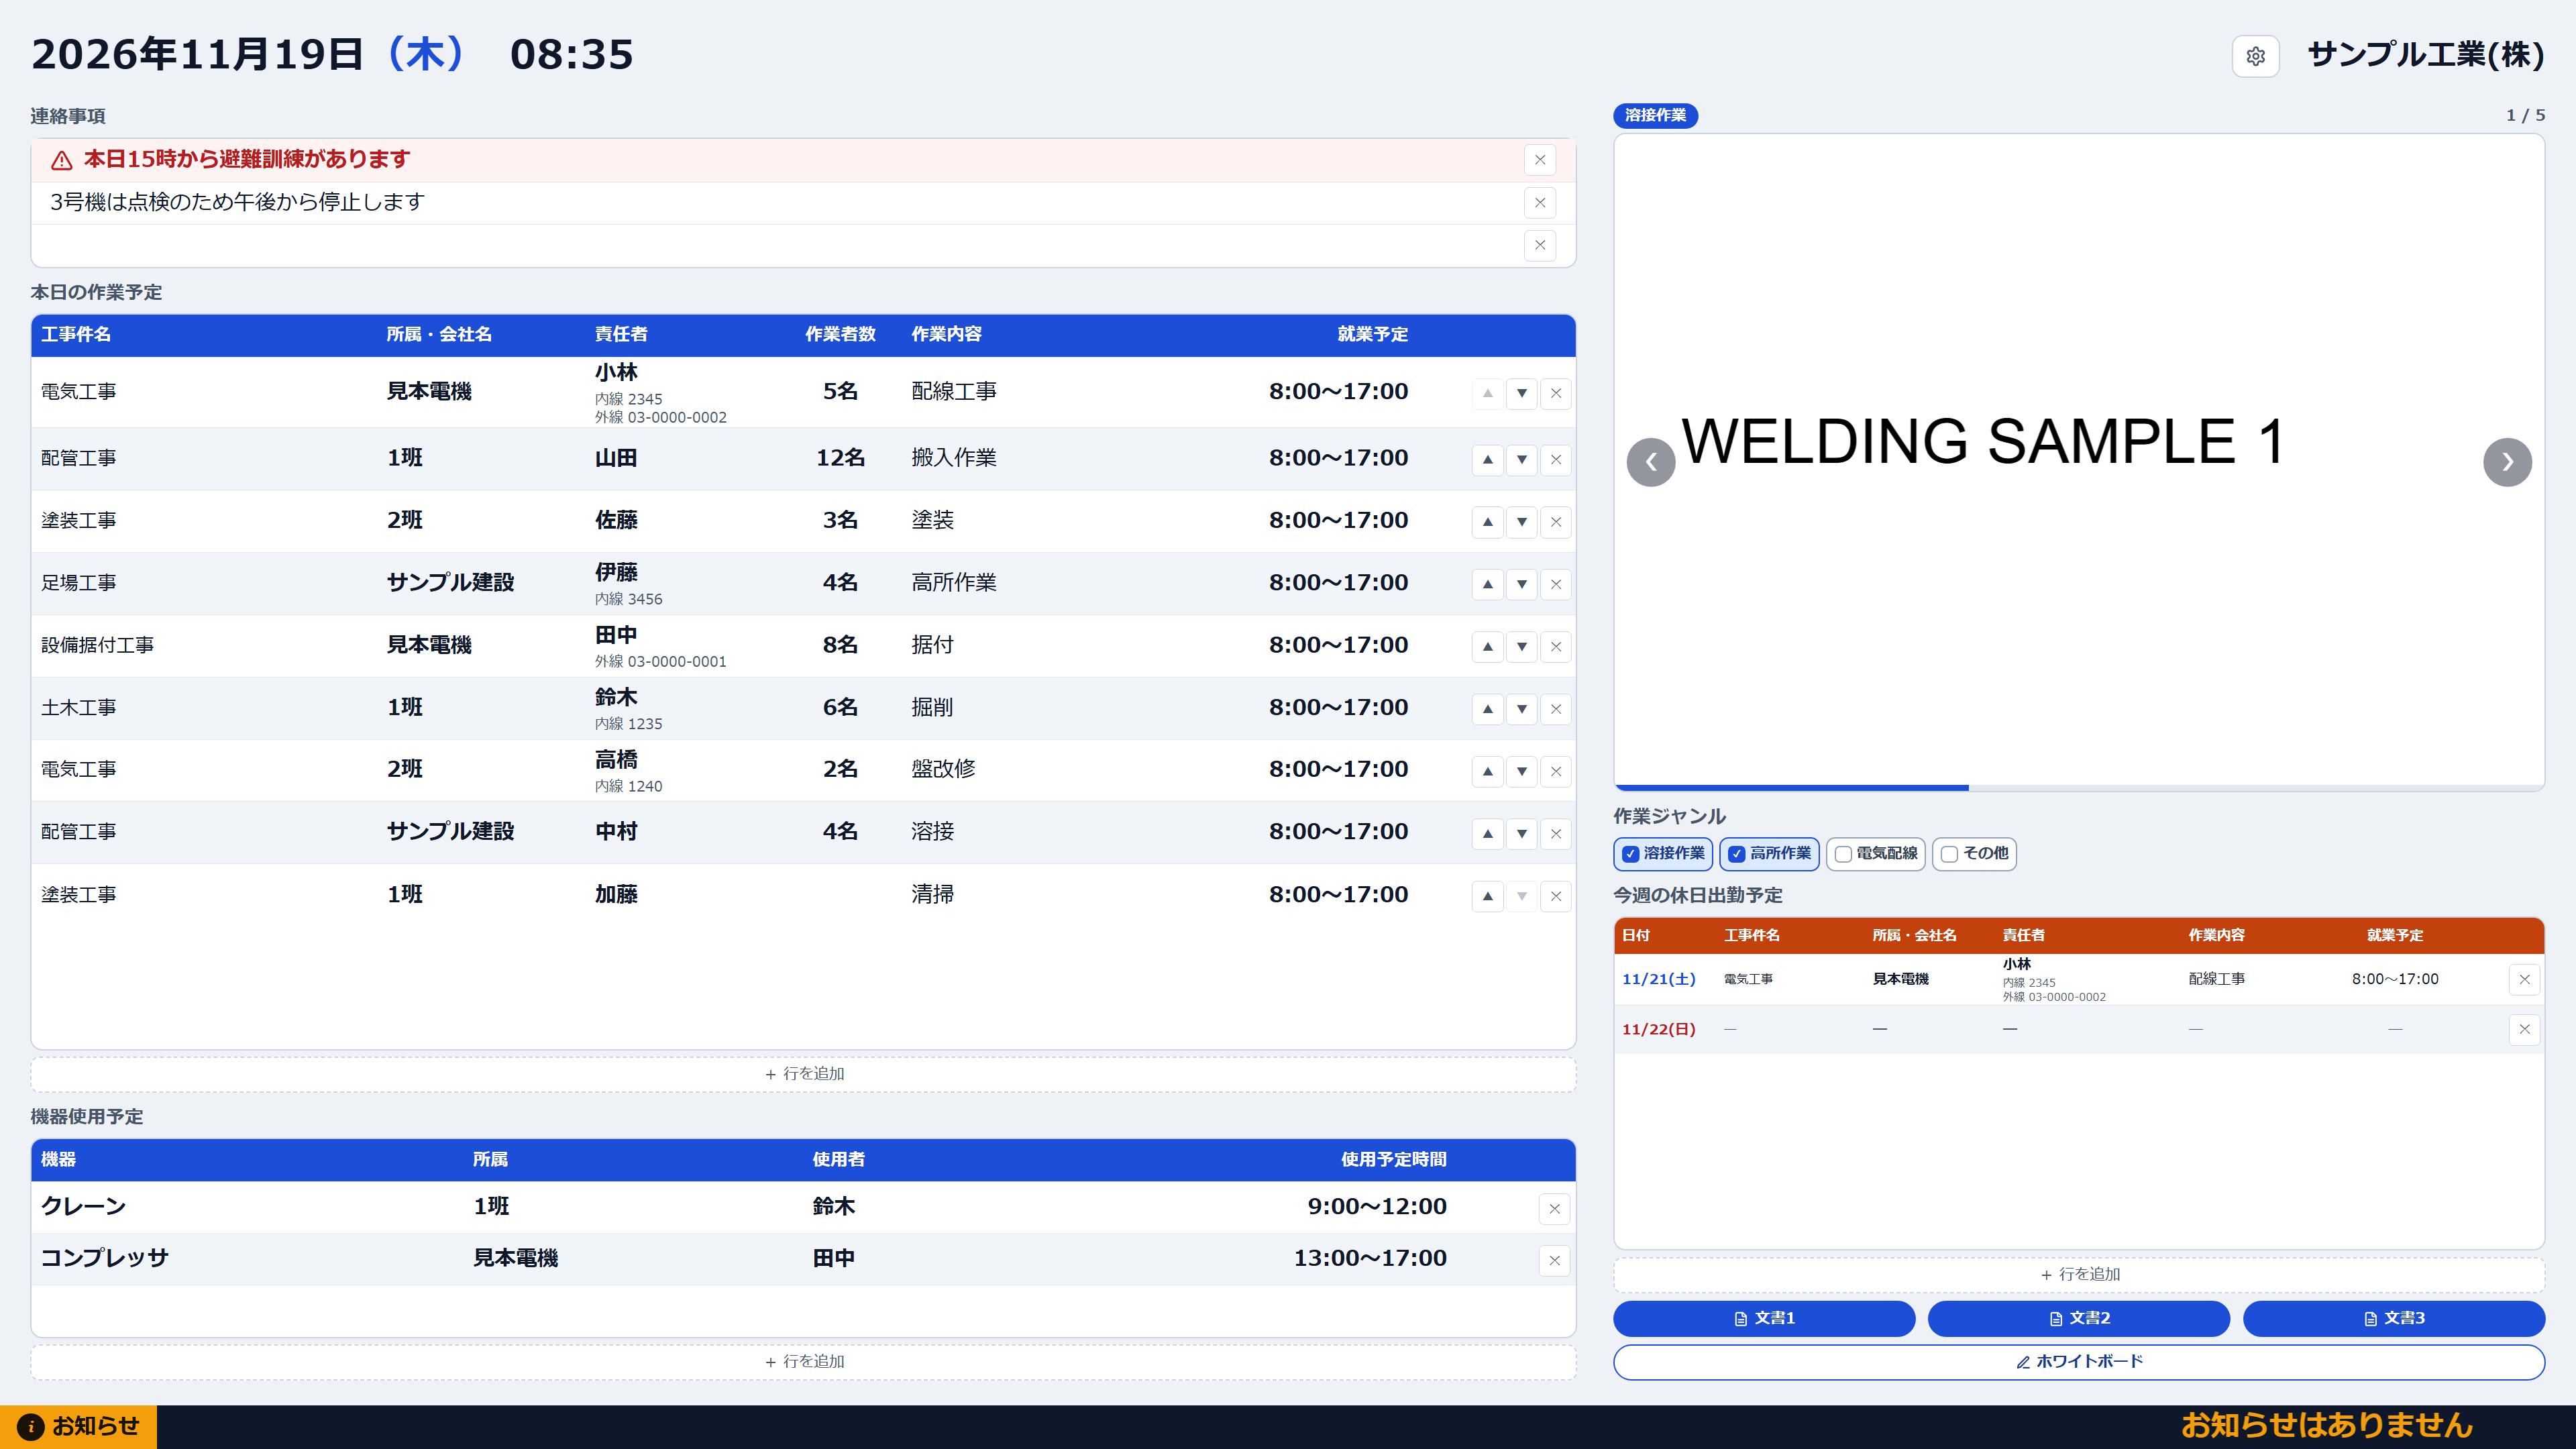 2026年11月19日（木） 08:35
サンプル工業(株)
連絡事項
本日15時から避難訓練があります
3号機は点検のため午後から停止します
本日の作業予定
工事件名 所属・会社名 責任者 作業者数 作業内容 就業予定
電気工事 見本電機 小林 5名 配線工事 8:00～17:00
内線 2345
外線 03-0000-0002
配管工事 1班 山田 12名 搬入作業 8:00～17:00
塗装工事 2班 佐藤 3名 塗装 8:00～17:00
足場工事 サンプル建設 伊藤 4名 高所作業 8:00～17:00
内線 3456
設備据付工事 見本電機 田中 8名 据付 8:00～17:00
外線 03-0000-0001
土木工事 1班 鈴木 6名 掘削 8:00～17:00
内線 1235
電気工事 2班 高橋 2名 盤改修 8:00～17:00
内線 1240
配管工事 サンプル建設 中村 4名 溶接 8:00～17:00
塗装工事 1班 加藤 清掃 8:00～17:00
+ 行を追加
機器使用予定
機器 所属 使用者 使用予定時間
クレーン 1班 鈴木 9:00～12:00
コンプレッサ 見本電機 田中 13:00～17:00
+ 行を追加
溶接作業 1 / 5
WELDING SAMPLE 1
作業ジャンル
溶接作業 高所作業 電気配線 その他
今週の休日出勤予定
日付 工事件名 所属・会社名 責任者 作業内容 就業予定
11/21(土) 電気工事 見本電機 小林 配線工事 8:00～17:00
内線 2345
外線 03-0000-0002
11/22(日) — — — — —
+ 行を追加
文書1 文書2 文書3
ホワイトボード
お知らせ お知らせはありません